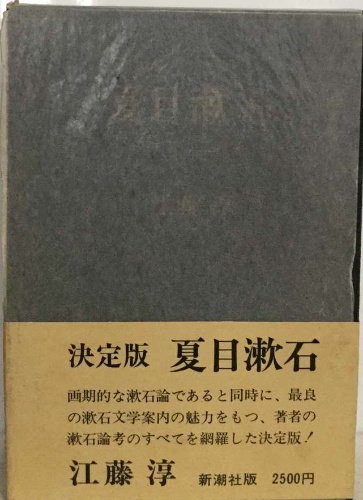 決定版 夏目漱石
画期的な漱石論であると同時に、最良
の漱石文学案内の魅力をもつ、著者の
漱石論考のすべてを網羅した決定版!
江藤淳 新潮社版 2500円